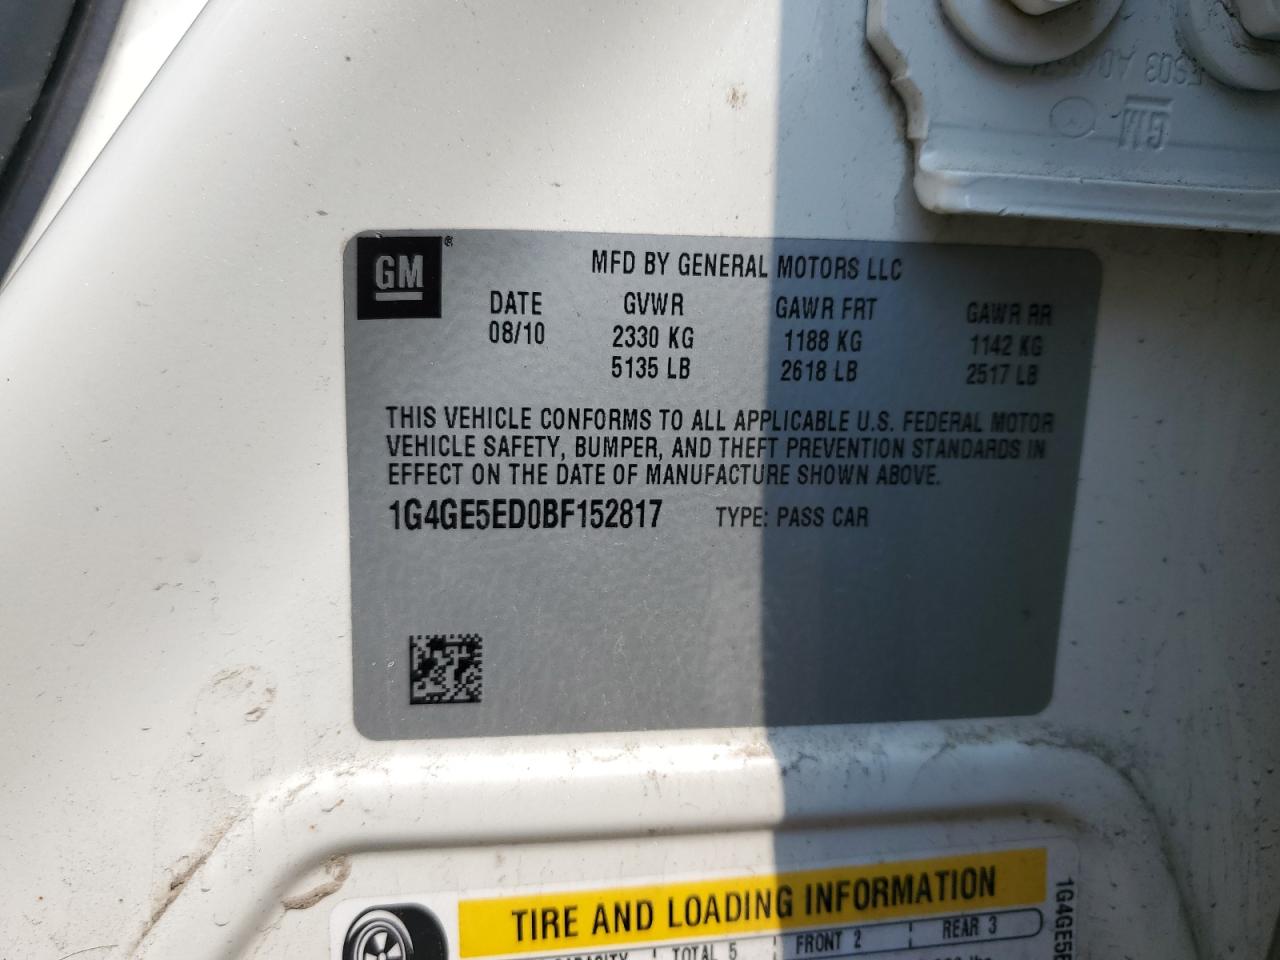 GM
GM ®
MFD BY GENERAL MOTORS LLC
DATE GVWR GAWR FRT GAWR RR
08/10 2330 KG 1188 KG 1142 KG
5135 LB 2618 LB 2517 LB
THIS VEHICLE CONFORMS TO ALL APPLICABLE U.S. FEDERAL MOTOR
VEHICLE SAFETY, BUMPER, AND THEFT PREVENTION STANDARDS IN
EFFECT ON THE DATE OF MANUFACTURE SHOWN ABOVE.
1G4GE5ED0BF152817 TYPE: PASS CAR
TIRE AND LOADING INFORMATION
TOTAL 5 FRONT 2 REAR 3